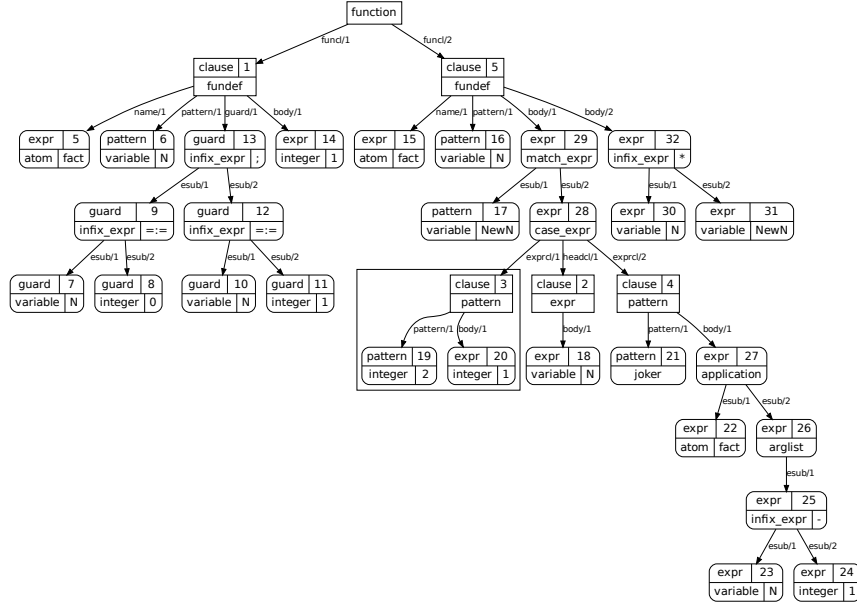 function
funcl/1 funcl/2
clause 1 clause 5
fundef fundef
name/1 pattern/1 guard/1 body/1 name/1 pattern/1 body/1 body/2
expr 5 pattern 6 guard 13 expr 14 expr 15 pattern 16 expr 29 expr 32
atom fact variable N infix_expr ; integer 1 atom fact variable N match_expr infix_expr *
esub/1 esub/2 esub/1 esub/2 esub/1 esub/2
guard 9 guard 12 pattern 17 expr 28 expr 30 expr 31
infix_expr =:= infix_expr =:= variable NewN case_expr variable N variable NewN
esub/1 esub/2 esub/1 esub/2 exprcl/1 headcl/1 exprcl/2
guard 7 guard 8 guard 10 guard 11 clause 3 clause 2 clause 4
variable N integer 0 variable N integer 1 pattern expr pattern
pattern/1 body/1 body/1 pattern/1 body/1
pattern 19 expr 20 expr 18 pattern 21 expr 27
integer 2 integer 1 variable N joker application
esub/1 esub/2
expr 22 expr 26
atom fact arglist
esub/1
expr 25
infix_expr -
esub/1 esub/2
expr 23 expr 24
variable N integer 1